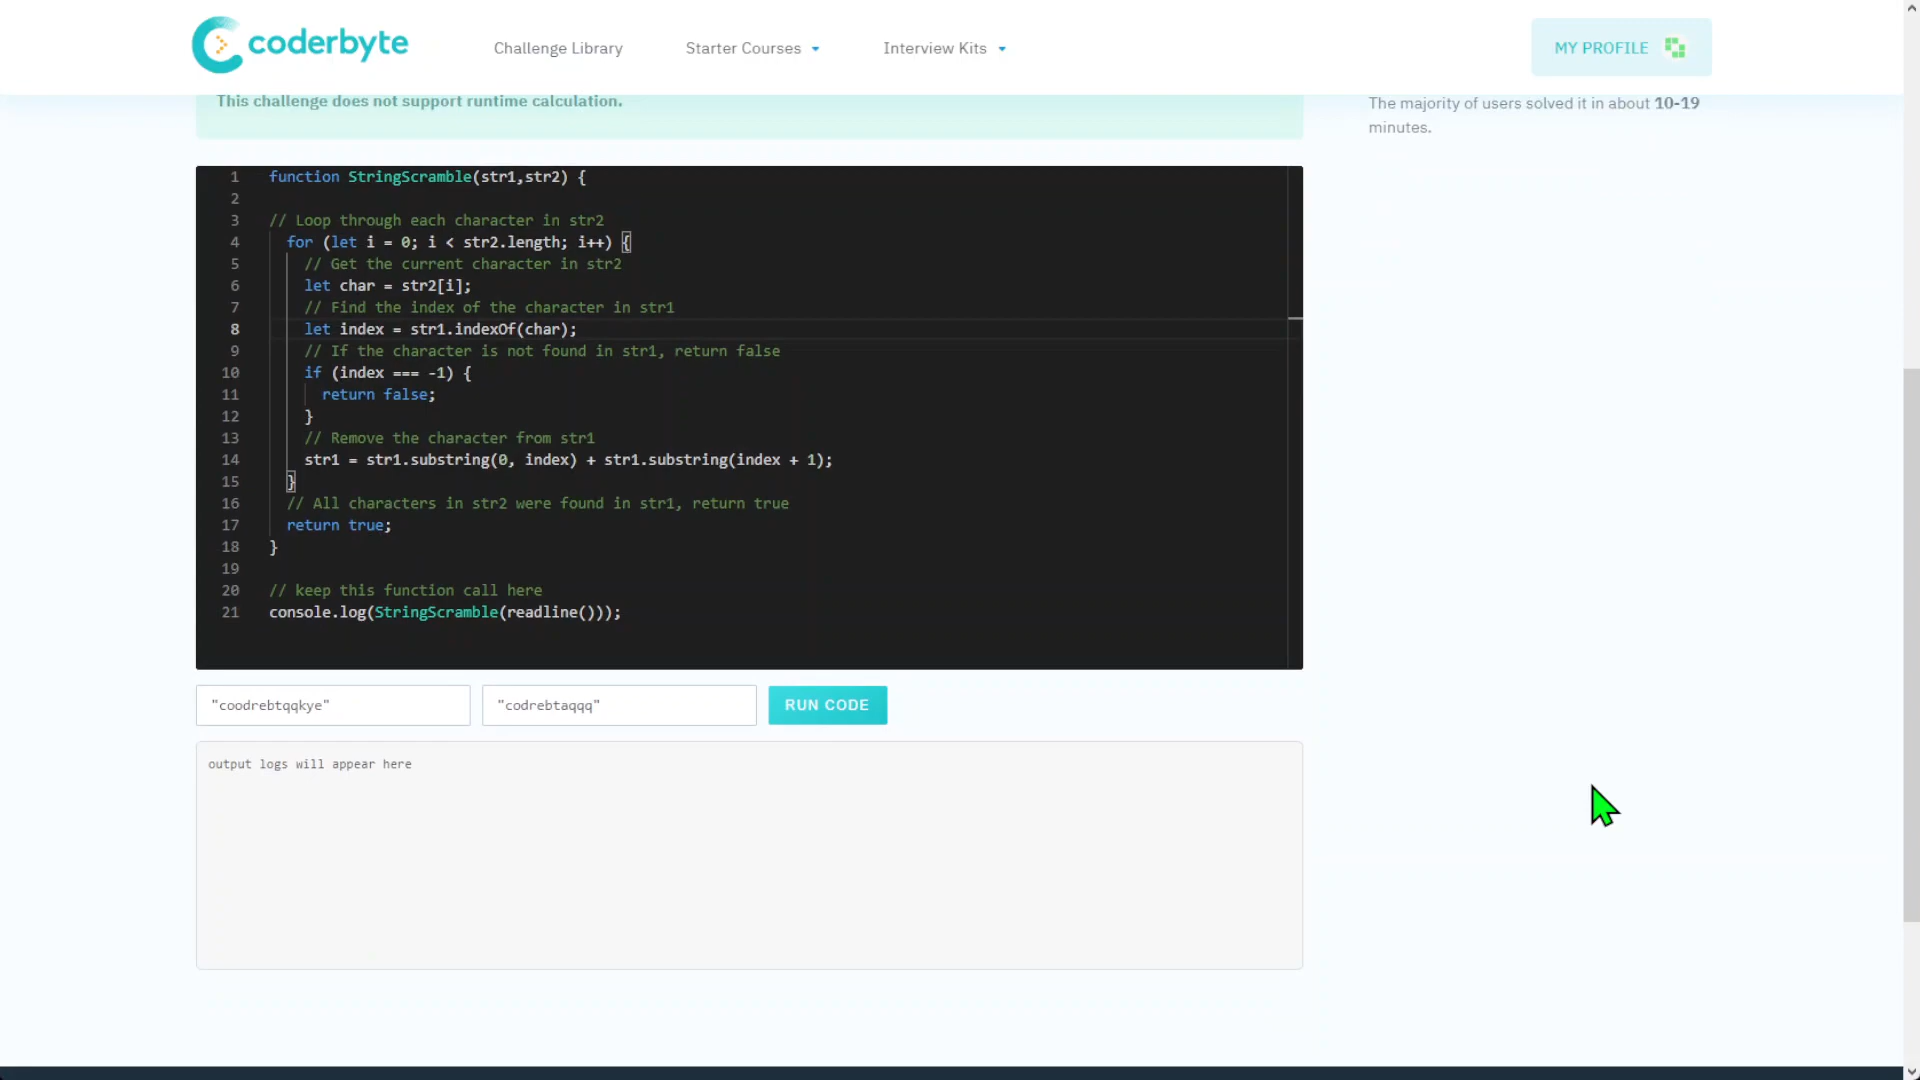 coderbyte
Challenge Library
Starter Courses
Interview Kits
MY PROFILE
This challenge does not support runtime calculation.
The majority of users solved it in about 10-19
minutes.
1 function StringScramble(str1,str2) {
2
3 // Loop through each character in str2
4 for (let i = 0; i < str2.length; i++) {
5 // Get the current character in str2
6 let char = str2[i];
7 // Find the index of the character in str1
8 let index = str1.indexOf(char);
9 // If the character is not found in str1, return false
10 if (index === -1) {
11 return false;
12 }
13 // Remove the character from str1
14 str1 = str1.substring(0, index) + str1.substring(index + 1);
15 }
16 // All characters in str2 were found in str1, return true
17 return true;
18 }
19
20 // keep this function call here
21 console.log(StringScramble(readline()));
"coodrebtqqkye"
"codrebtaqqq"
RUN CODE
output logs will appear here